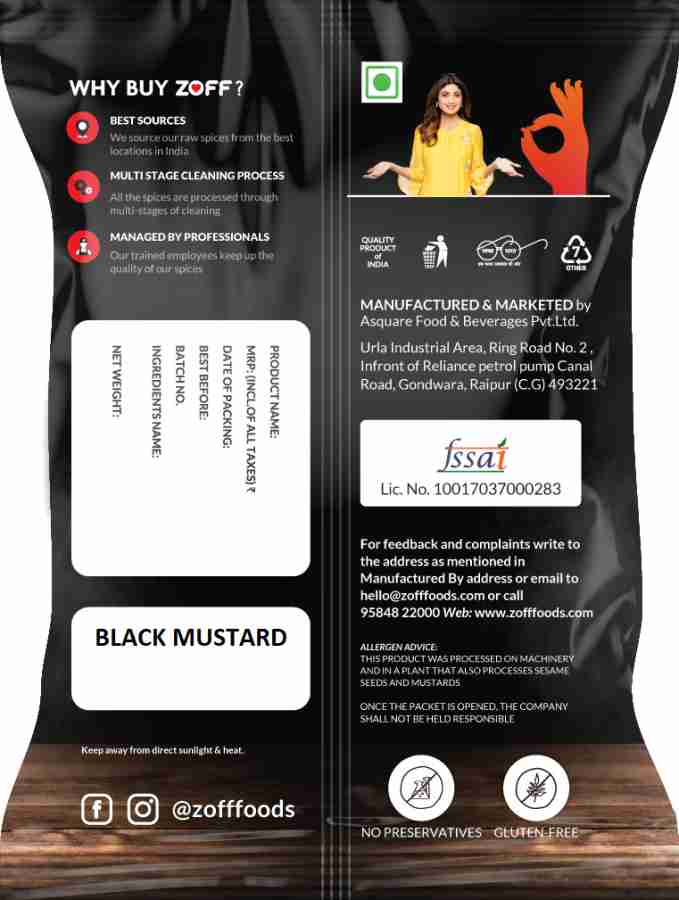 WHY BUY ZOFF ?
BEST SOURCES
We source our raw spices from the best
locations in India
MULTI STAGE CLEANING PROCESS
All the spices are processed through
multi-stages of cleaning
MANAGED BY PROFESSIONALS
Our trained employees keep up the
quality of our spices
PRODUCT NAME:
MRP: (INCL.OF ALL TAXES) ₹
DATE OF PACKING:
BEST BEFORE:
BATCH NO.
INGREDIENTS NAME:
NET WEIGHT:
BLACK MUSTARD
Keep away from direct sunlight & heat.
@zofffoods
QUALITY
PRODUCT
of
INDIA
7
OTHER
MANUFACTURED & MARKETED by
Asquare Food & Beverages Pvt.Ltd.
Urla Industrial Area, Ring Road No. 2 ,
Infront of Reliance petrol pump Canal
Road, Gondwara, Raipur (C.G) 493221
fssai
Lic. No. 10017037000283
For feedback and complaints write to
the address as mentioned in
Manufactured By address or email to
hello@zofffoods.com or call
95848 22000 Web: www.zofffoods.com
ALLERGEN ADVICE:
THIS PRODUCT WAS PROCESSED ON MACHINERY
AND IN A PLANT THAT ALSO PROCESSES SESAME
SEEDS AND MUSTARDS
ONCE THE PACKET IS OPENED, THE COMPANY
SHALL NOT BE HELD RESPONSIBLE
NO PRESERVATIVES
GLUTEN-FREE